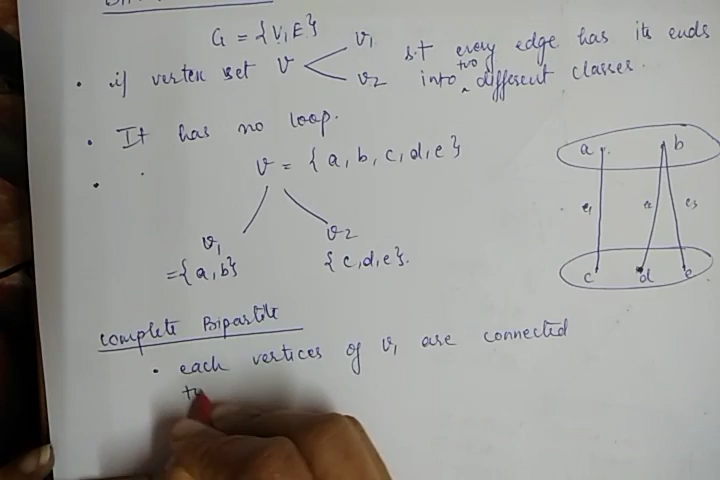 G = {V, E}
• if vertex set V v1 s.t every edge has its ends
v2 into two different classes.
• It has no loop.
• V = {a, b, c, d, e}
v1 v2
= {a, b} {c, d, e}.
a b
e1 e2 e3
c d e
Complete Bipartite
• each vertices of v1 are connected